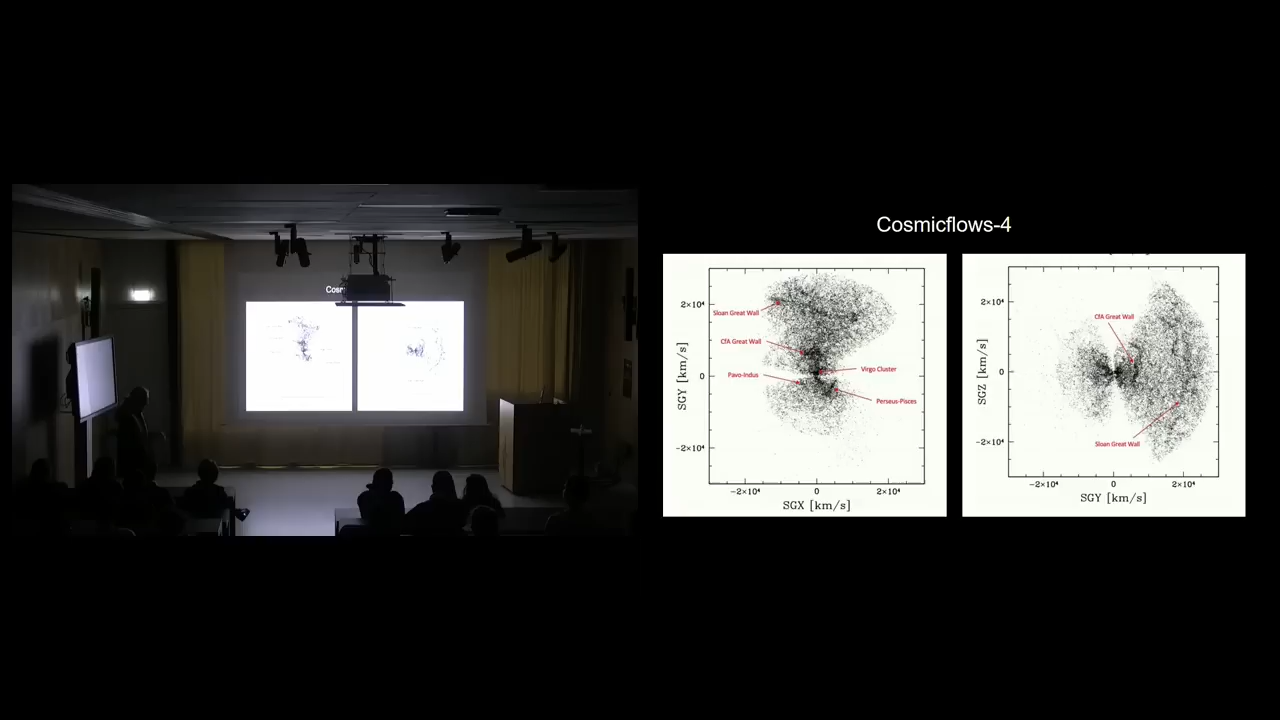 Cosmicflows-4
2×10⁴
0
−2×10⁴
SGY [km/s]
Sloan Great Wall
CfA Great Wall
Pavo-Indus
Virgo Cluster
Perseus-Pisces
−2×10⁴ 0 2×10⁴
SGX [km/s]
2×10⁴
0
−2×10⁴
SGZ [km/s]
CfA Great Wall
Sloan Great Wall
−2×10⁴ 0 2×10⁴
SGY [km/s]